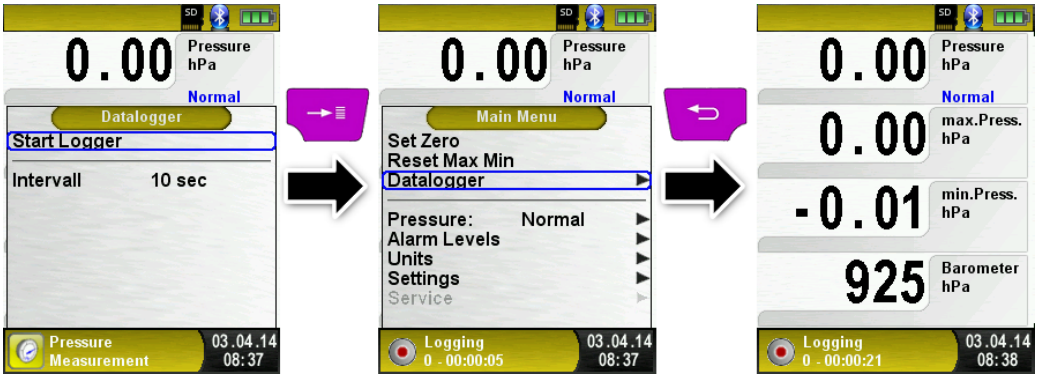 SD
0.00 Pressure
hPa
Normal
Datalogger
Start Logger
Intervall 10 sec
Pressure 03.04.14
Measurement 08:37
SD
0.00 Pressure
hPa
Normal
Main Menu
Set Zero
Reset Max Min
Datalogger
Pressure: Normal
Alarm Levels
Units
Settings
Service
Logging 03.04.14
0 - 00:00:05 08:37
SD
0.00 Pressure
hPa
Normal
0.00 max.Press.
hPa
-0.01 min.Press.
hPa
925 Barometer
hPa
Logging 03.04.14
0 - 00:00:21 08:38